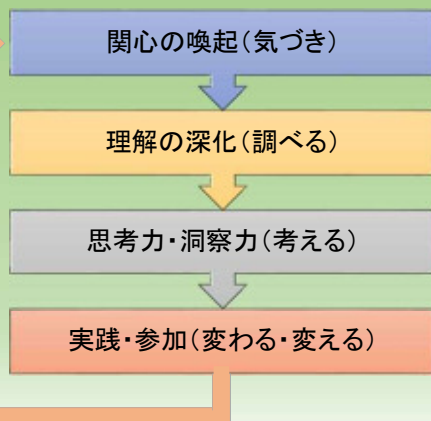 関心の喚起(気づき)
理解の深化(調べる)
思考力・洞察力(考える)
実践・参加(変わる・変える)